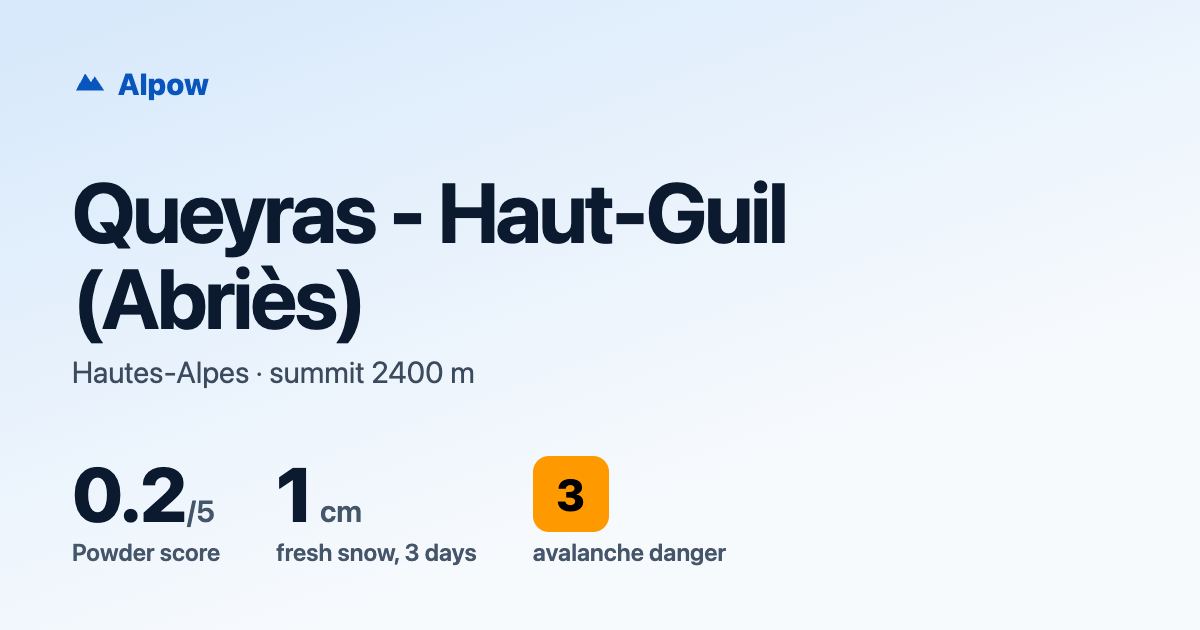 Alpow
Queyras - Haut-Guil
(Abriès)
Hautes-Alpes · summit 2400 m
0.2/5 1 cm 3
Powder score fresh snow, 3 days avalanche danger